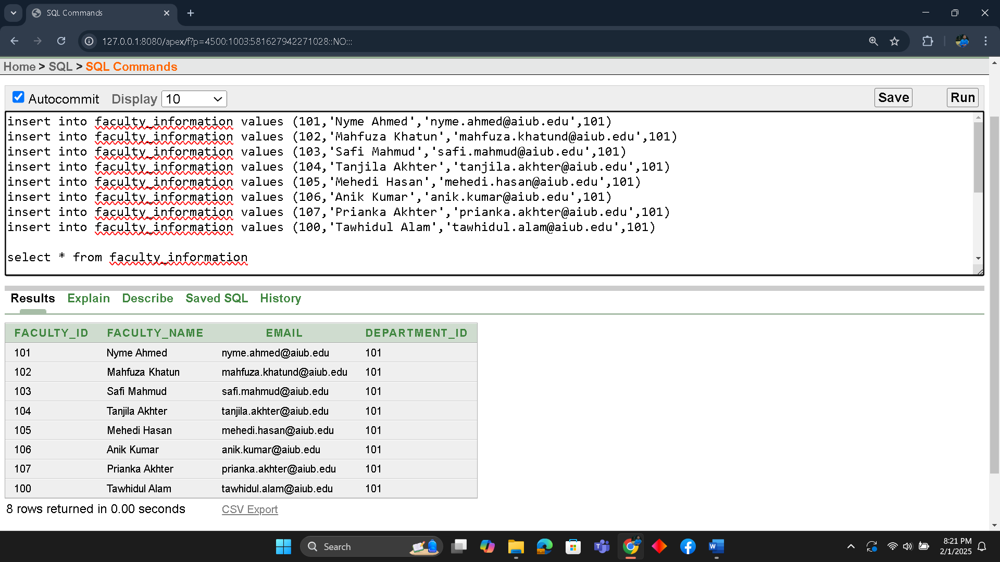 SQL Commands
127.0.0.1:8080/apex/f?p=4500:1003:581627942271028::NO:::
Home > SQL > SQL Commands
Autocommit Display 10 Save Run
insert into faculty_information values (101,'Nyme Ahmed','nyme.ahmed@aiub.edu',101)
insert into faculty_information values (102,'Mahfuza Khatun','mahfuza.khatund@aiub.edu',101)
insert into faculty_information values (103,'Safi Mahmud','safi.mahmud@aiub.edu',101)
insert into faculty_information values (104,'Tanjila Akhter','tanjila.akhter@aiub.edu',101)
insert into faculty_information values (105,'Mehedi Hasan','mehedi.hasan@aiub.edu',101)
insert into faculty_information values (106,'Anik Kumar','anik.kumar@aiub.edu',101)
insert into faculty_information values (107,'Prianka Akhter','prianka.akhter@aiub.edu',101)
insert into faculty_information values (100,'Tawhidul Alam','tawhidul.alam@aiub.edu',101)
select * from faculty_information
Results Explain Describe Saved SQL History
FACULTY_ID FACULTY_NAME EMAIL DEPARTMENT_ID
101 Nyme Ahmed nyme.ahmed@aiub.edu 101
102 Mahfuza Khatun mahfuza.khatund@aiub.edu 101
103 Safi Mahmud safi.mahmud@aiub.edu 101
104 Tanjila Akhter tanjila.akhter@aiub.edu 101
105 Mehedi Hasan mehedi.hasan@aiub.edu 101
106 Anik Kumar anik.kumar@aiub.edu 101
107 Prianka Akhter prianka.akhter@aiub.edu 101
100 Tawhidul Alam tawhidul.alam@aiub.edu 101
8 rows returned in 0.00 seconds CSV Export
Search
8:21 PM
2/1/2025